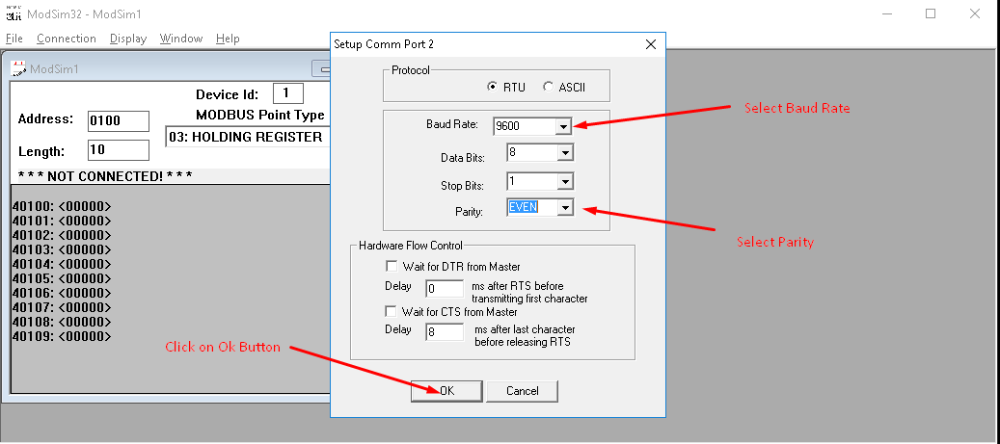 ModSim32 - ModSim1
File Connection Display Window Help
ModSim1
Device Id: 1
Address: 0100
MODBUS Point Type
Length: 10
03: HOLDING REGISTER
* * * NOT CONNECTED! * * *
40100: <00000>
40101: <00000>
40102: <00000>
40103: <00000>
40104: <00000>
40105: <00000>
40106: <00000>
40107: <00000>
40108: <00000>
40109: <00000>
Setup Comm Port 2
Protocol
RTU ASCII
Baud Rate: 9600
Data Bits: 8
Stop Bits: 1
Parity: EVEN
Hardware Flow Control
Wait for DTR from Master
Delay 0 ms after RTS before
transmitting first character
Wait for CTS from Master
Delay 8 ms after last character
before releasing RTS
OK Cancel
Select Baud Rate
Select Parity
Click on Ok Button